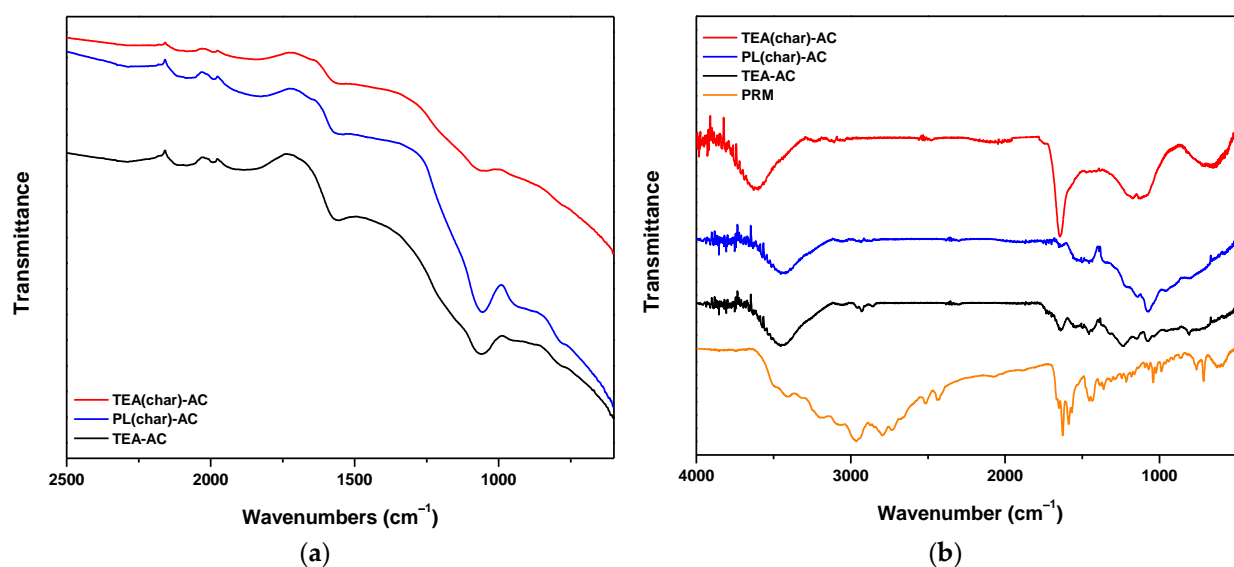 Transmittance
TEA(char)-AC
PL(char)-AC
TEA-AC
2500 2000 1500 1000
Wavenumbers (cm⁻¹)
(a)
Transmittance
TEA(char)-AC
PL(char)-AC
TEA-AC
PRM
4000 3000 2000 1000
Wavenumber (cm⁻¹)
(b)